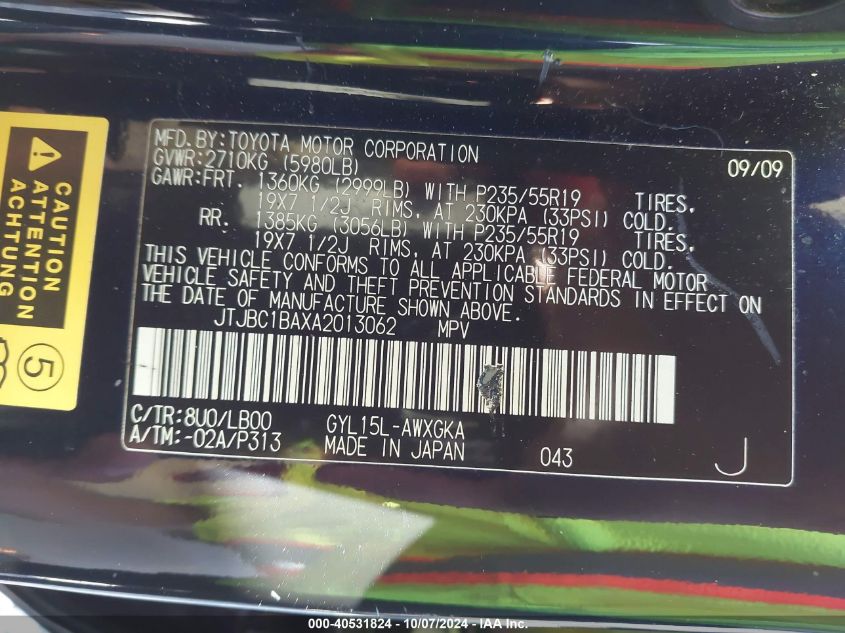 MFD. BY:TOYOTA MOTOR CORPORATION 09/09
GVWR:2710KG (5980LB)
GAWR:FRT. 1360KG (2999LB) WITH P235/55R19 TIRES,
19X7 1/2J RIMS, AT 230KPA (33PSI) COLD.
RR. 1385KG (3056LB) WITH P235/55R19 TIRES,
19X7 1/2J RIMS, AT 230KPA (33PSI) COLD.
THIS VEHICLE CONFORMS TO ALL APPLICABLE FEDERAL MOTOR
VEHICLE SAFETY AND THEFT PREVENTION STANDARDS IN EFFECT ON
THE DATE OF MANUFACTURE SHOWN ABOVE.
JTJBC1BAXA2013062 MPV
C/TR:8U0/LB00 GYL15L-AWXGKA
A/TM:-02A/P313 MADE IN JAPAN 043 J
CAUTION
ATTENTION
ACHTUNG
5
000-40531824 - 10/07/2024 - IAA Inc.